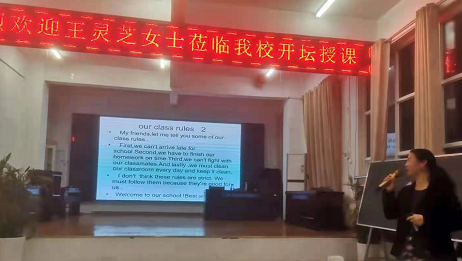 欢迎王灵芝女士莅临我校开坛授课
our class rules 2
My friends,let me tell you some of our
class rules.
First,we can't arrive late for
school.Second,we have to finish our
homework on time.Third,we can't fight with
our classmates.And lastly ,we must clean
our classroom every day and keep it clean.
I don't think these rules are strict. We
must follow them because they're good for
us .
Welcome to our school!Best